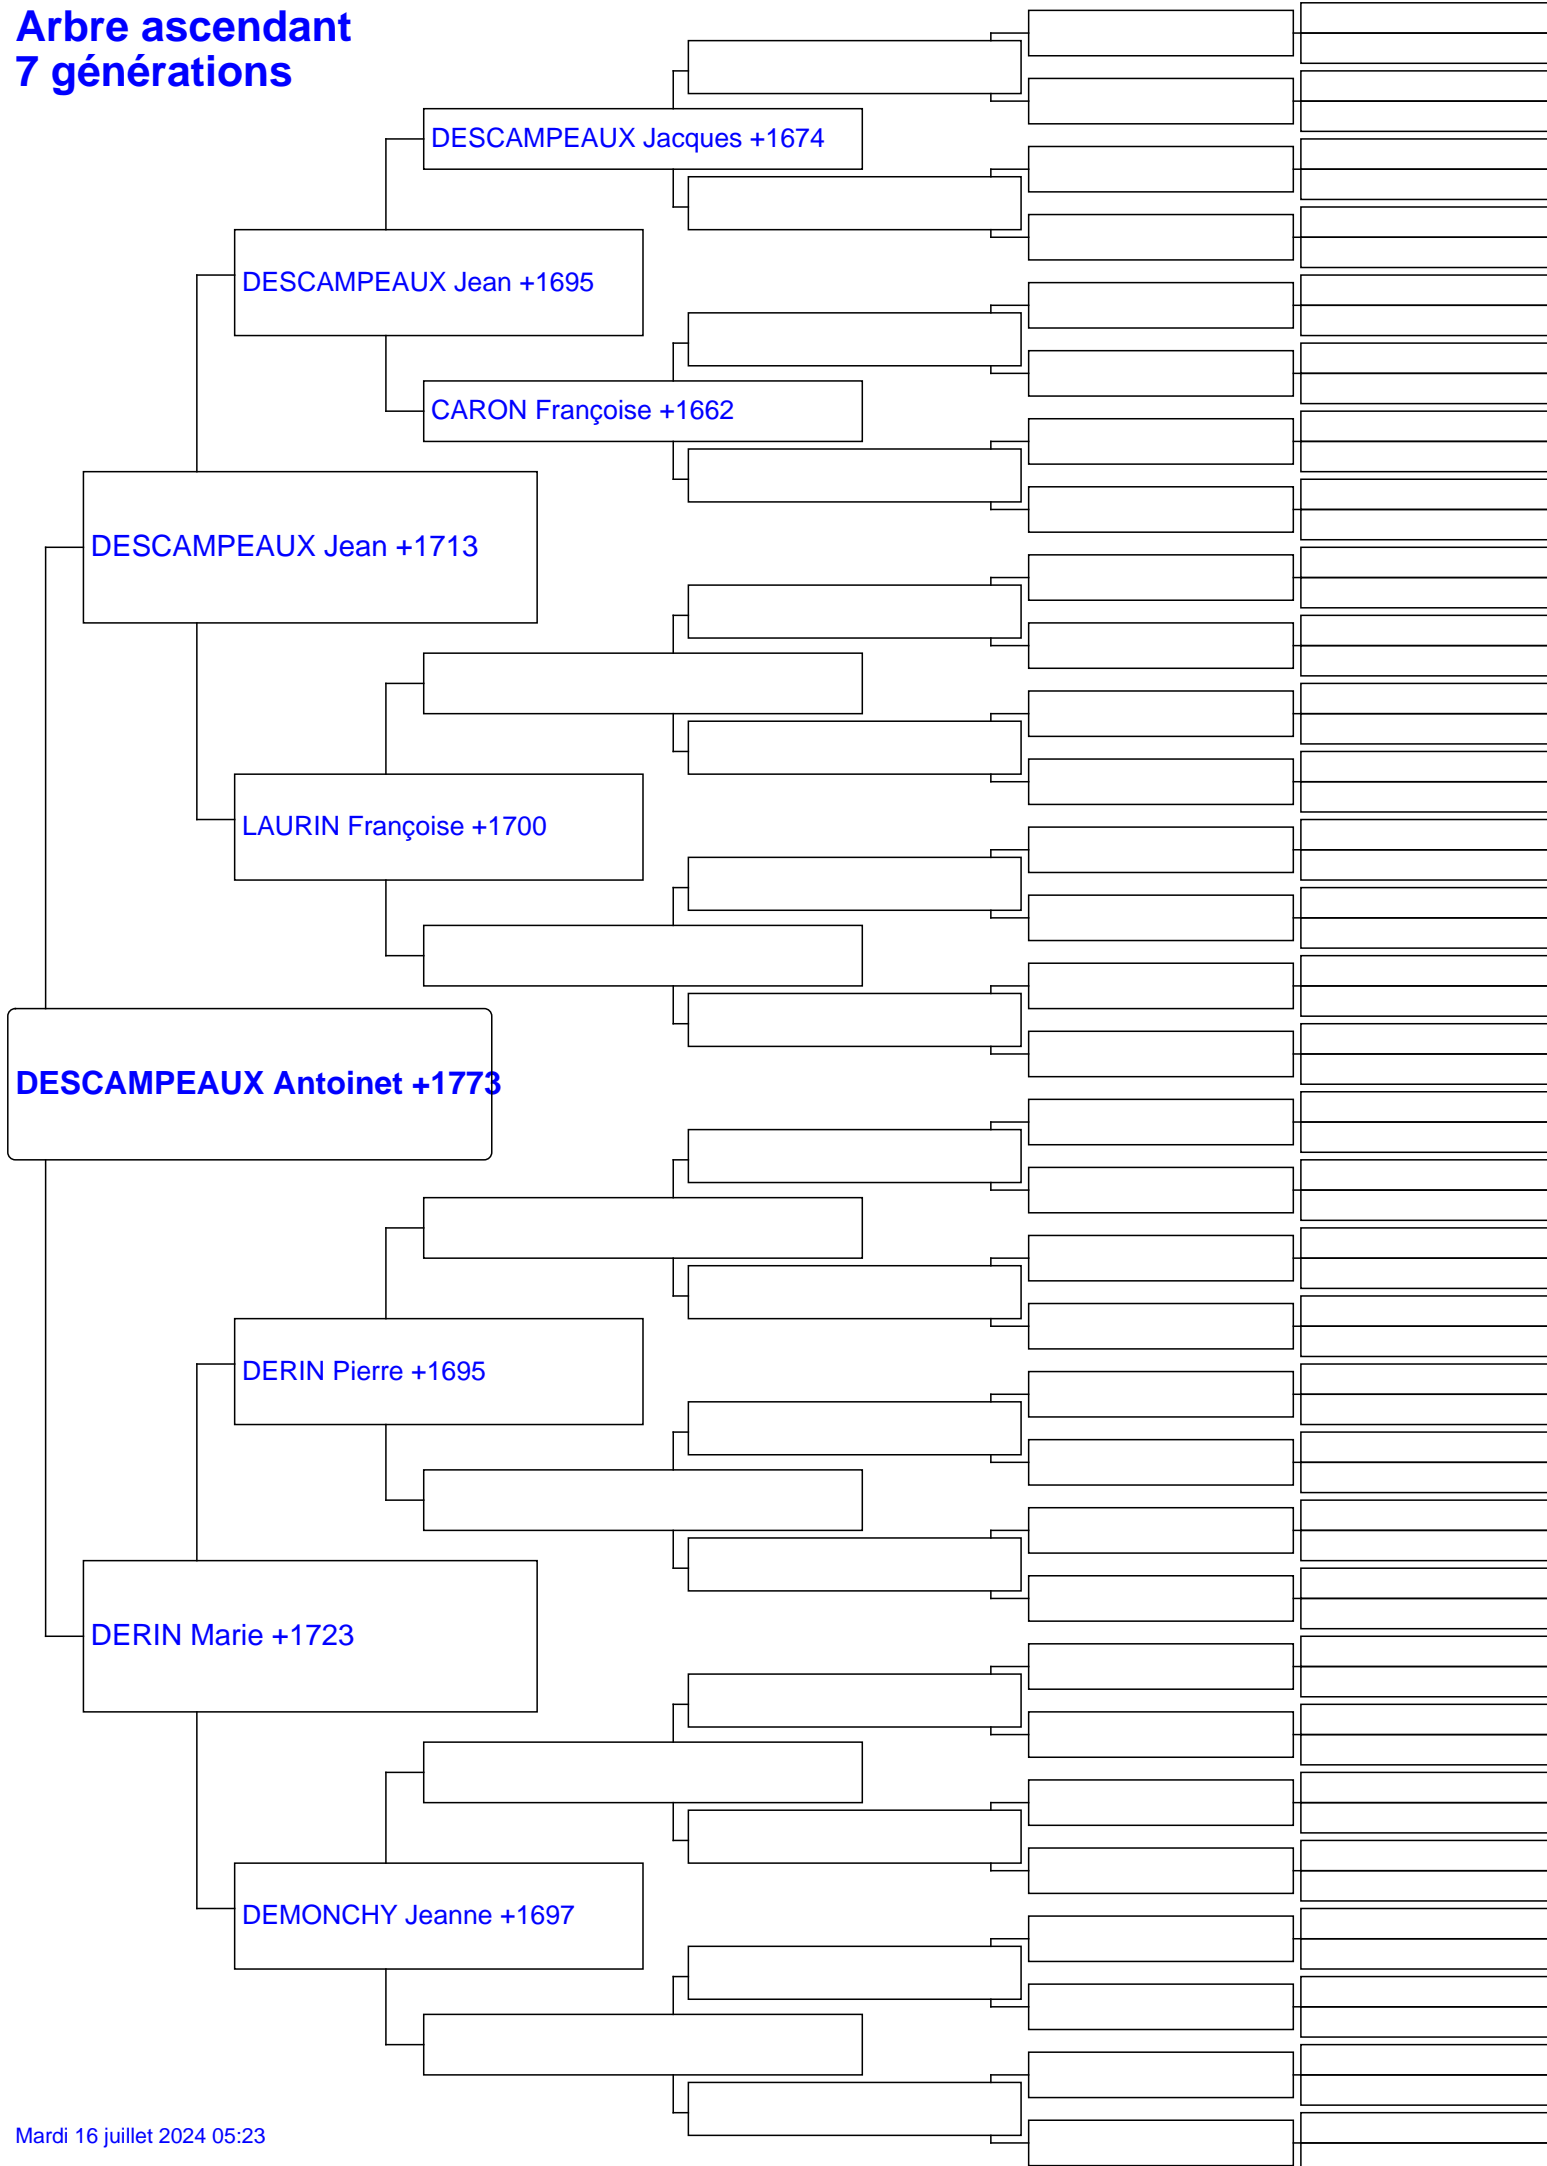 Arbre ascendant
7 générations
DESCAMPEAUX Jacques +1674
DESCAMPEAUX Jean +1695
CARON Françoise +1662
DESCAMPEAUX Jean +1713
LAURIN Françoise +1700
DESCAMPEAUX Antoinet +1773
DERIN Pierre +1695
DERIN Marie +1723
DEMONCHY Jeanne +1697
Mardi 16 juillet 2024 05:23